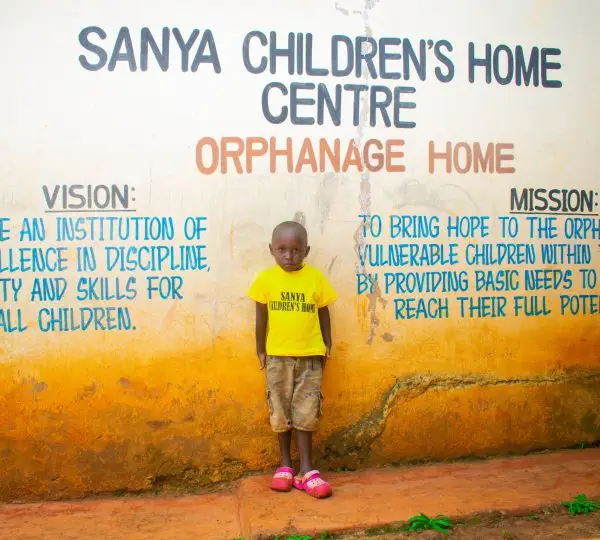 SANYA CHILDREN'S HOME
CENTRE
ORPHANAGE HOME
VISION:
E AN INSTITUTION OF
LLENCE IN DISCIPLINE,
TY AND SKILLS FOR
ALL CHILDREN.
MISSION:
TO BRING HOPE TO THE ORPH
VULNERABLE CHILDREN WITHIN
BY PROVIDING BASIC NEEDS TO
REACH THEIR FULL POTE
SANYA
CHILDREN'S HOME